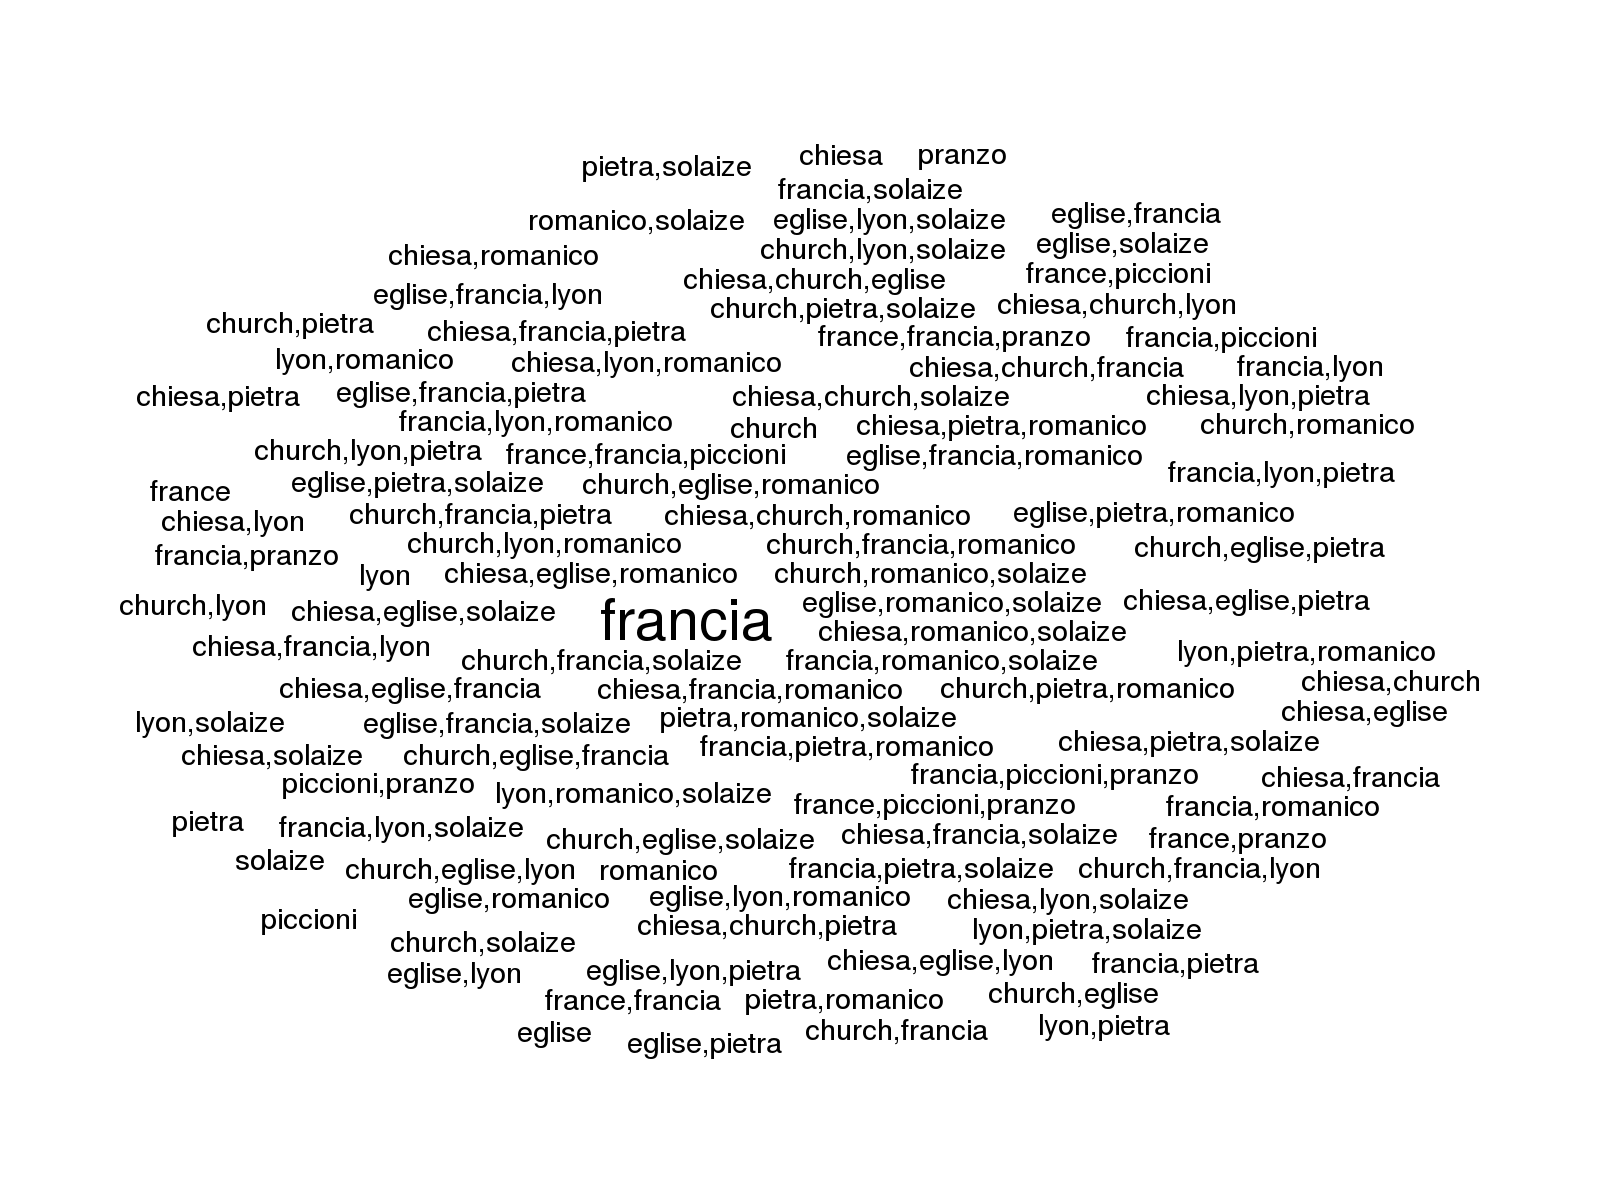 pietra,solaize chiesa pranzo
francia,solaize
romanico,solaize eglise,lyon,solaize eglise,francia
chiesa,romanico church,lyon,solaize eglise,solaize
chiesa,church,eglise france,piccioni
eglise,francia,lyon church,pietra,solaize chiesa,church,lyon
church,pietra chiesa,francia,pietra france,francia,pranzo francia,piccioni
lyon,romanico chiesa,lyon,romanico chiesa,church,francia francia,lyon
chiesa,pietra eglise,francia,pietra chiesa,church,solaize chiesa,lyon,pietra
francia,lyon,romanico church chiesa,pietra,romanico church,romanico
church,lyon,pietra france,francia,piccioni eglise,francia,romanico francia,lyon,pietra
france eglise,pietra,solaize church,eglise,romanico
chiesa,lyon church,francia,pietra chiesa,church,romanico eglise,pietra,romanico
francia,pranzo church,lyon,romanico church,francia,romanico church,eglise,pietra
lyon chiesa,eglise,romanico church,romanico,solaize
church,lyon chiesa,eglise,solaize francia eglise,romanico,solaize chiesa,eglise,pietra
chiesa,romanico,solaize
chiesa,francia,lyon church,francia,solaize francia,romanico,solaize lyon,pietra,romanico
chiesa,eglise,francia chiesa,francia,romanico church,pietra,romanico chiesa,church
lyon,solaize eglise,francia,solaize pietra,romanico,solaize chiesa,eglise
chiesa,solaize church,eglise,francia francia,pietra,romanico chiesa,pietra,solaize
piccioni,pranzo francia,piccioni,pranzo chiesa,francia
lyon,romanico,solaize france,piccioni,pranzo francia,romanico
pietra francia,lyon,solaize church,eglise,solaize chiesa,francia,solaize france,pranzo
solaize church,eglise,lyon romanico francia,pietra,solaize church,francia,lyon
eglise,romanico eglise,lyon,romanico chiesa,lyon,solaize
piccioni chiesa,church,pietra lyon,pietra,solaize
church,solaize
eglise,lyon eglise,lyon,pietra chiesa,eglise,lyon francia,pietra
france,francia pietra,romanico church,eglise
eglise church,francia lyon,pietra
eglise,pietra